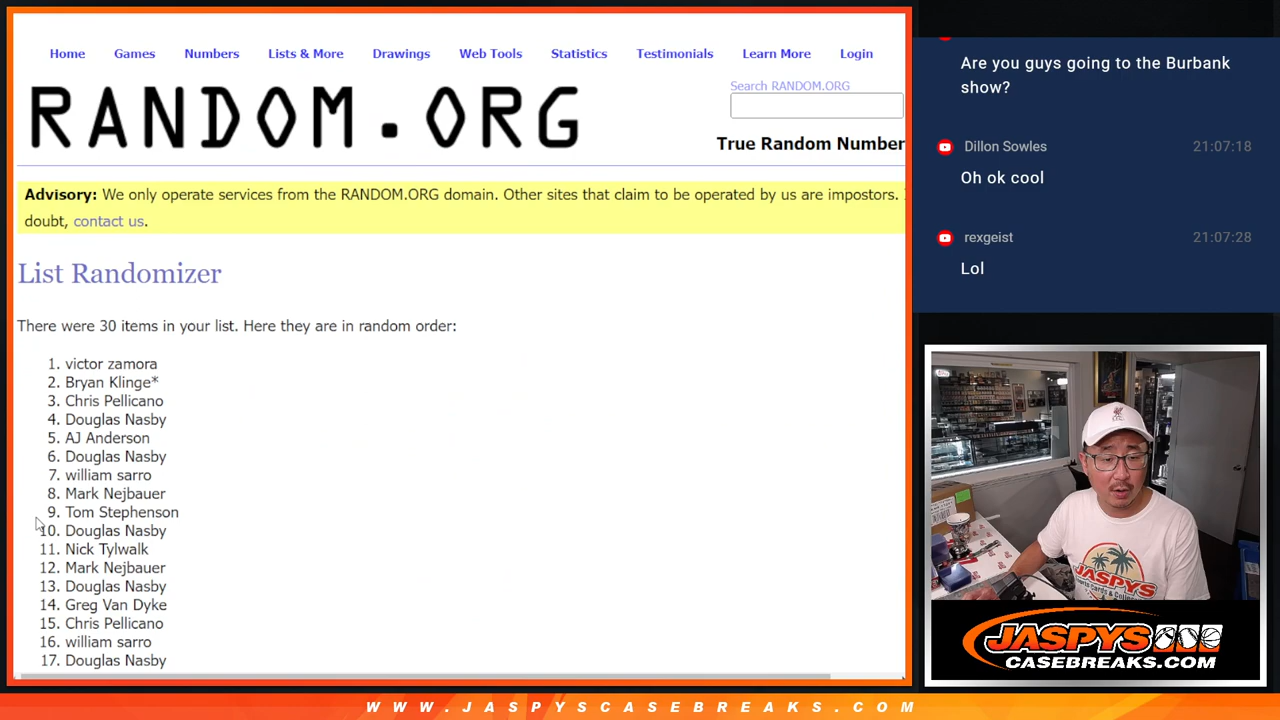 Home Games Numbers Lists & More Drawings Web Tools Statistics Testimonials Learn More Login
RANDOM.ORG
Search RANDOM.ORG
True Random Number
Advisory: We only operate services from the RANDOM.ORG domain. Other sites that claim to be operated by us are impostors.
doubt, contact us.
List Randomizer
There were 30 items in your list. Here they are in random order:
1. victor zamora
2. Bryan Klinge*
3. Chris Pellicano
4. Douglas Nasby
5. AJ Anderson
6. Douglas Nasby
7. william sarro
8. Mark Nejbauer
9. Tom Stephenson
10. Douglas Nasby
11. Nick Tylwalk
12. Mark Nejbauer
13. Douglas Nasby
14. Greg Van Dyke
15. Chris Pellicano
16. william sarro
17. Douglas Nasby
Are you guys going to the Burbank
show?
Dillon Sowles 21:07:18
Oh ok cool
rexgeist 21:07:28
Lol
JASPYS
JASPYS
CASEBREAKS.COM
WWW.JASPYSCASEBREAKS.COM